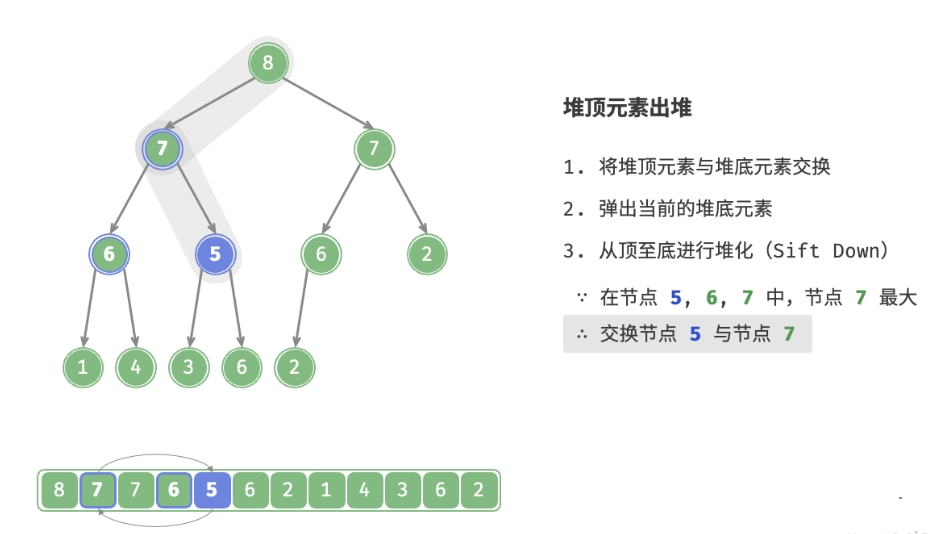 8
堆顶元素出堆
7
7
1. 将堆顶元素与堆底元素交换
2. 弹出当前的堆底元素
3. 从顶至底进行堆化（Sift Down）
6
5
6
2
∵ 在节点 5, 6, 7 中，节点 7 最大
∴ 交换节点 5 与节点 7
1
4
3
6
2
8 7 7 6 5 6 2 1 4 3 6 2